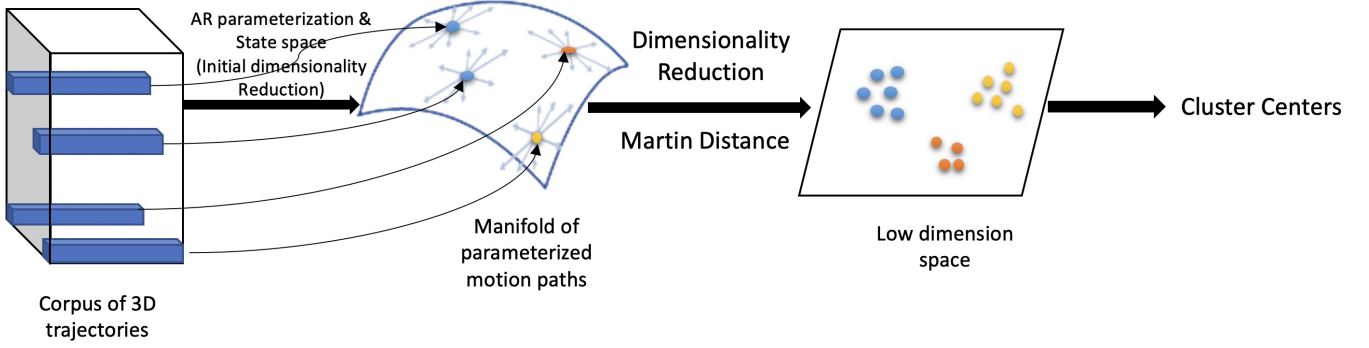 AR parameterization &
State space
(Initial dimensionality
Reduction)
Dimensionality
Reduction
Martin Distance
Cluster Centers
Manifold of
parameterized
motion paths
Low dimension
space
Corpus of 3D
trajectories